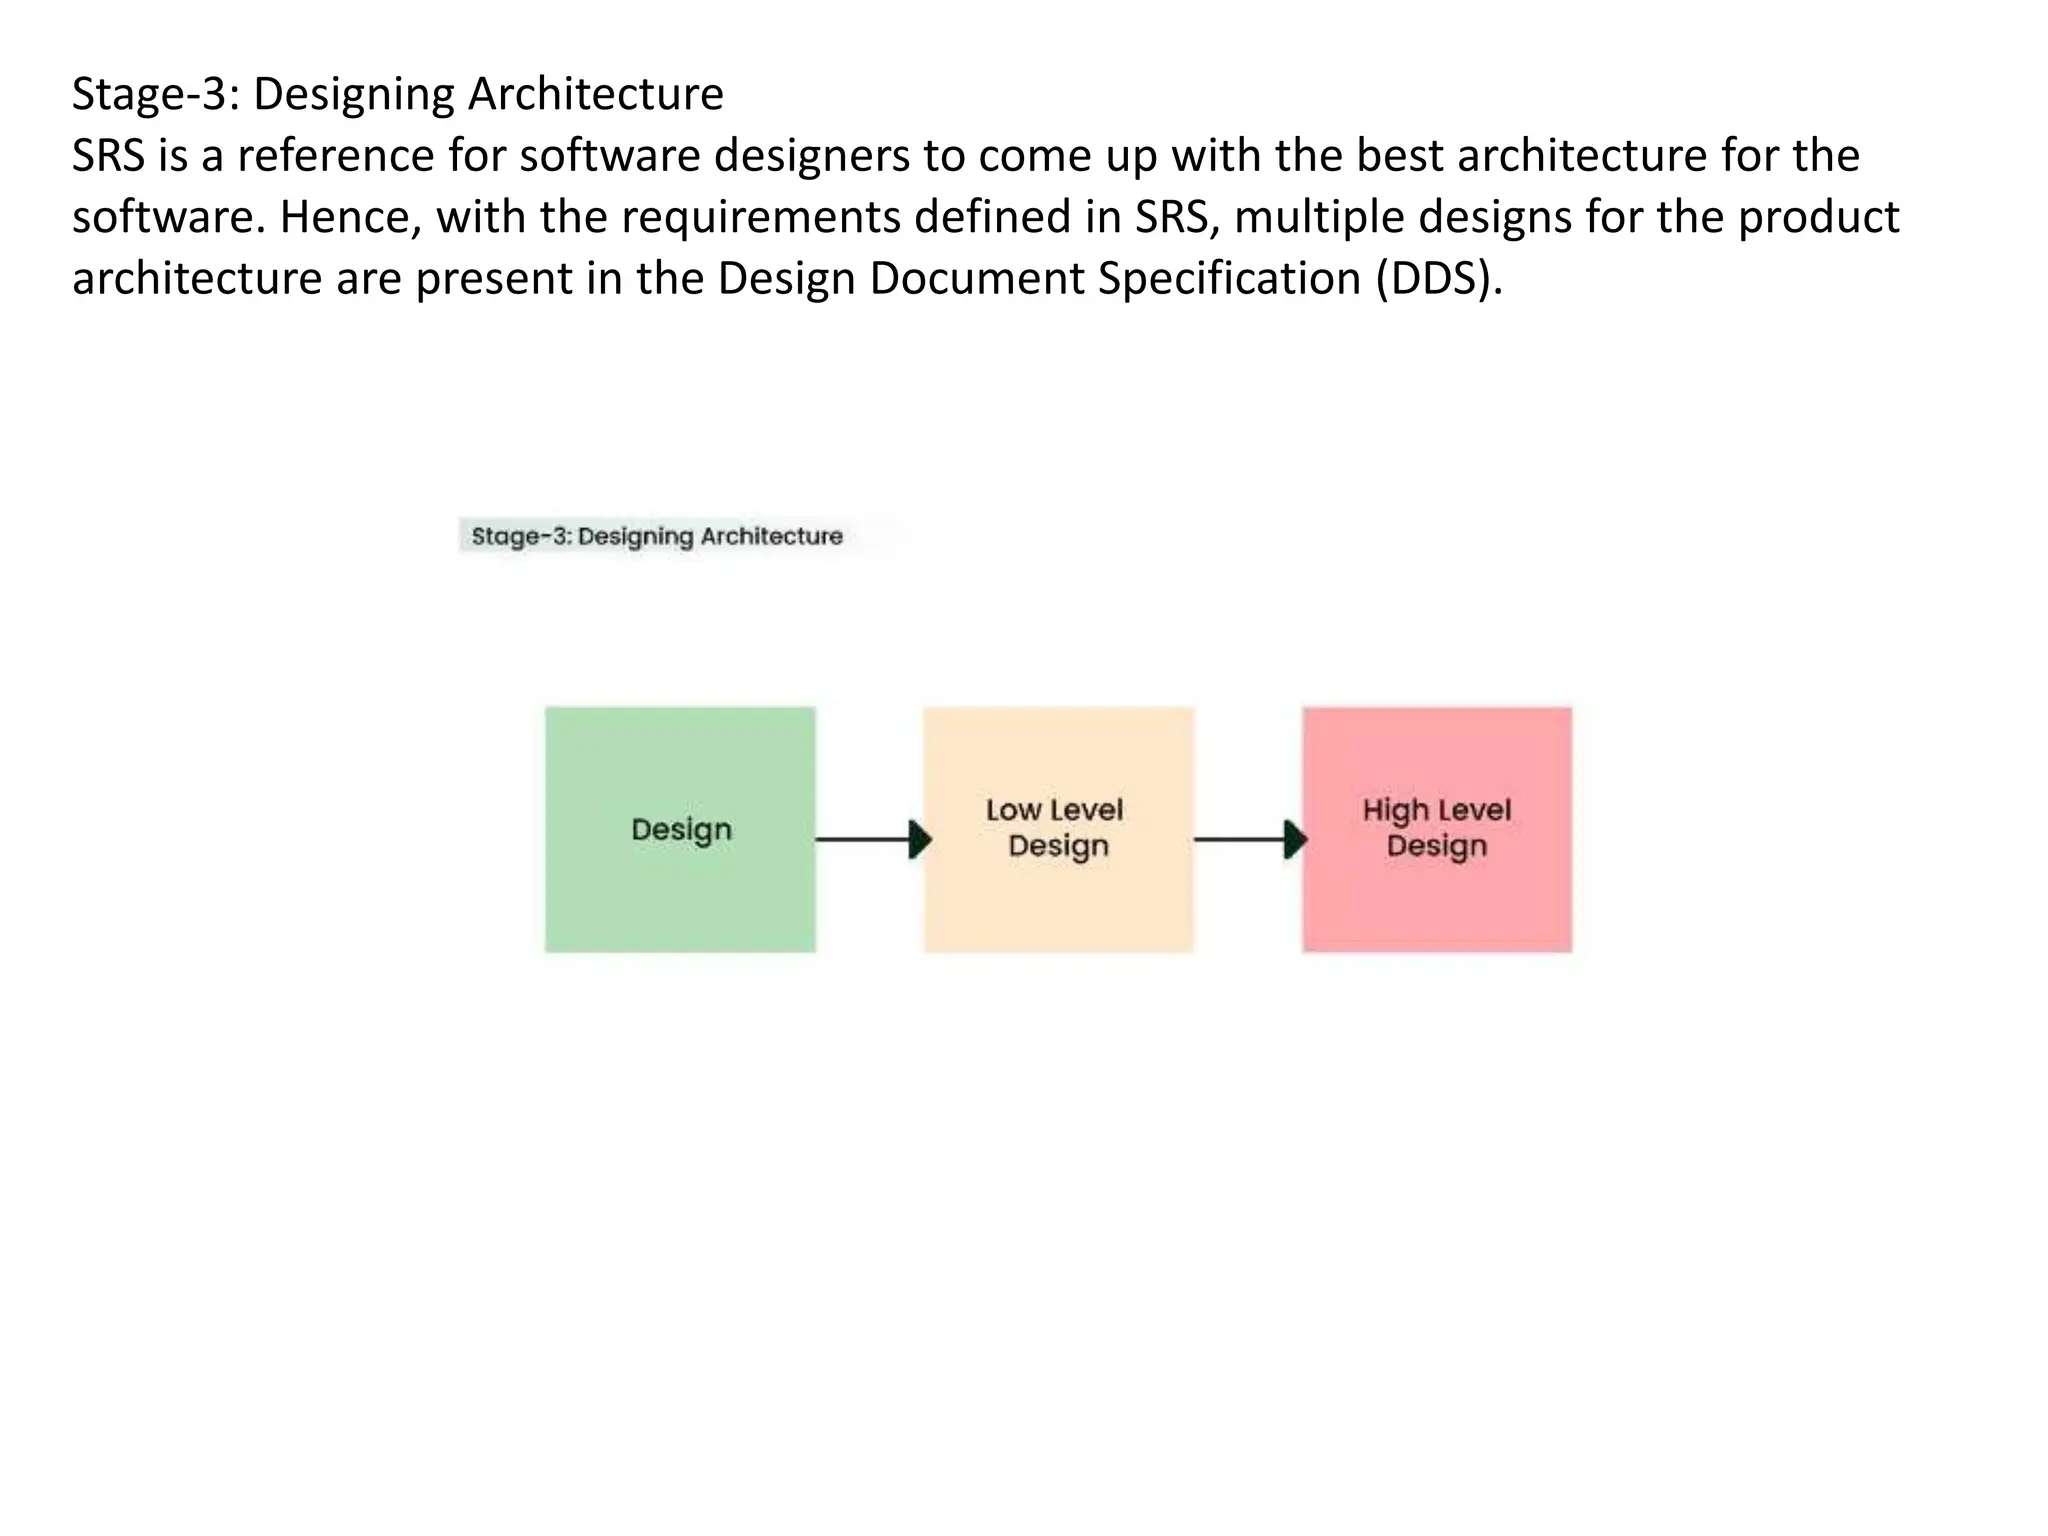 Stage-3: Designing Architecture
SRS is a reference for software designers to come up with the best architecture for the
software. Hence, with the requirements defined in SRS, multiple designs for the product
architecture are present in the Design Document Specification (DDS).
Stage-3: Designing Architecture
Design
Low Level
Design
High Level
Design